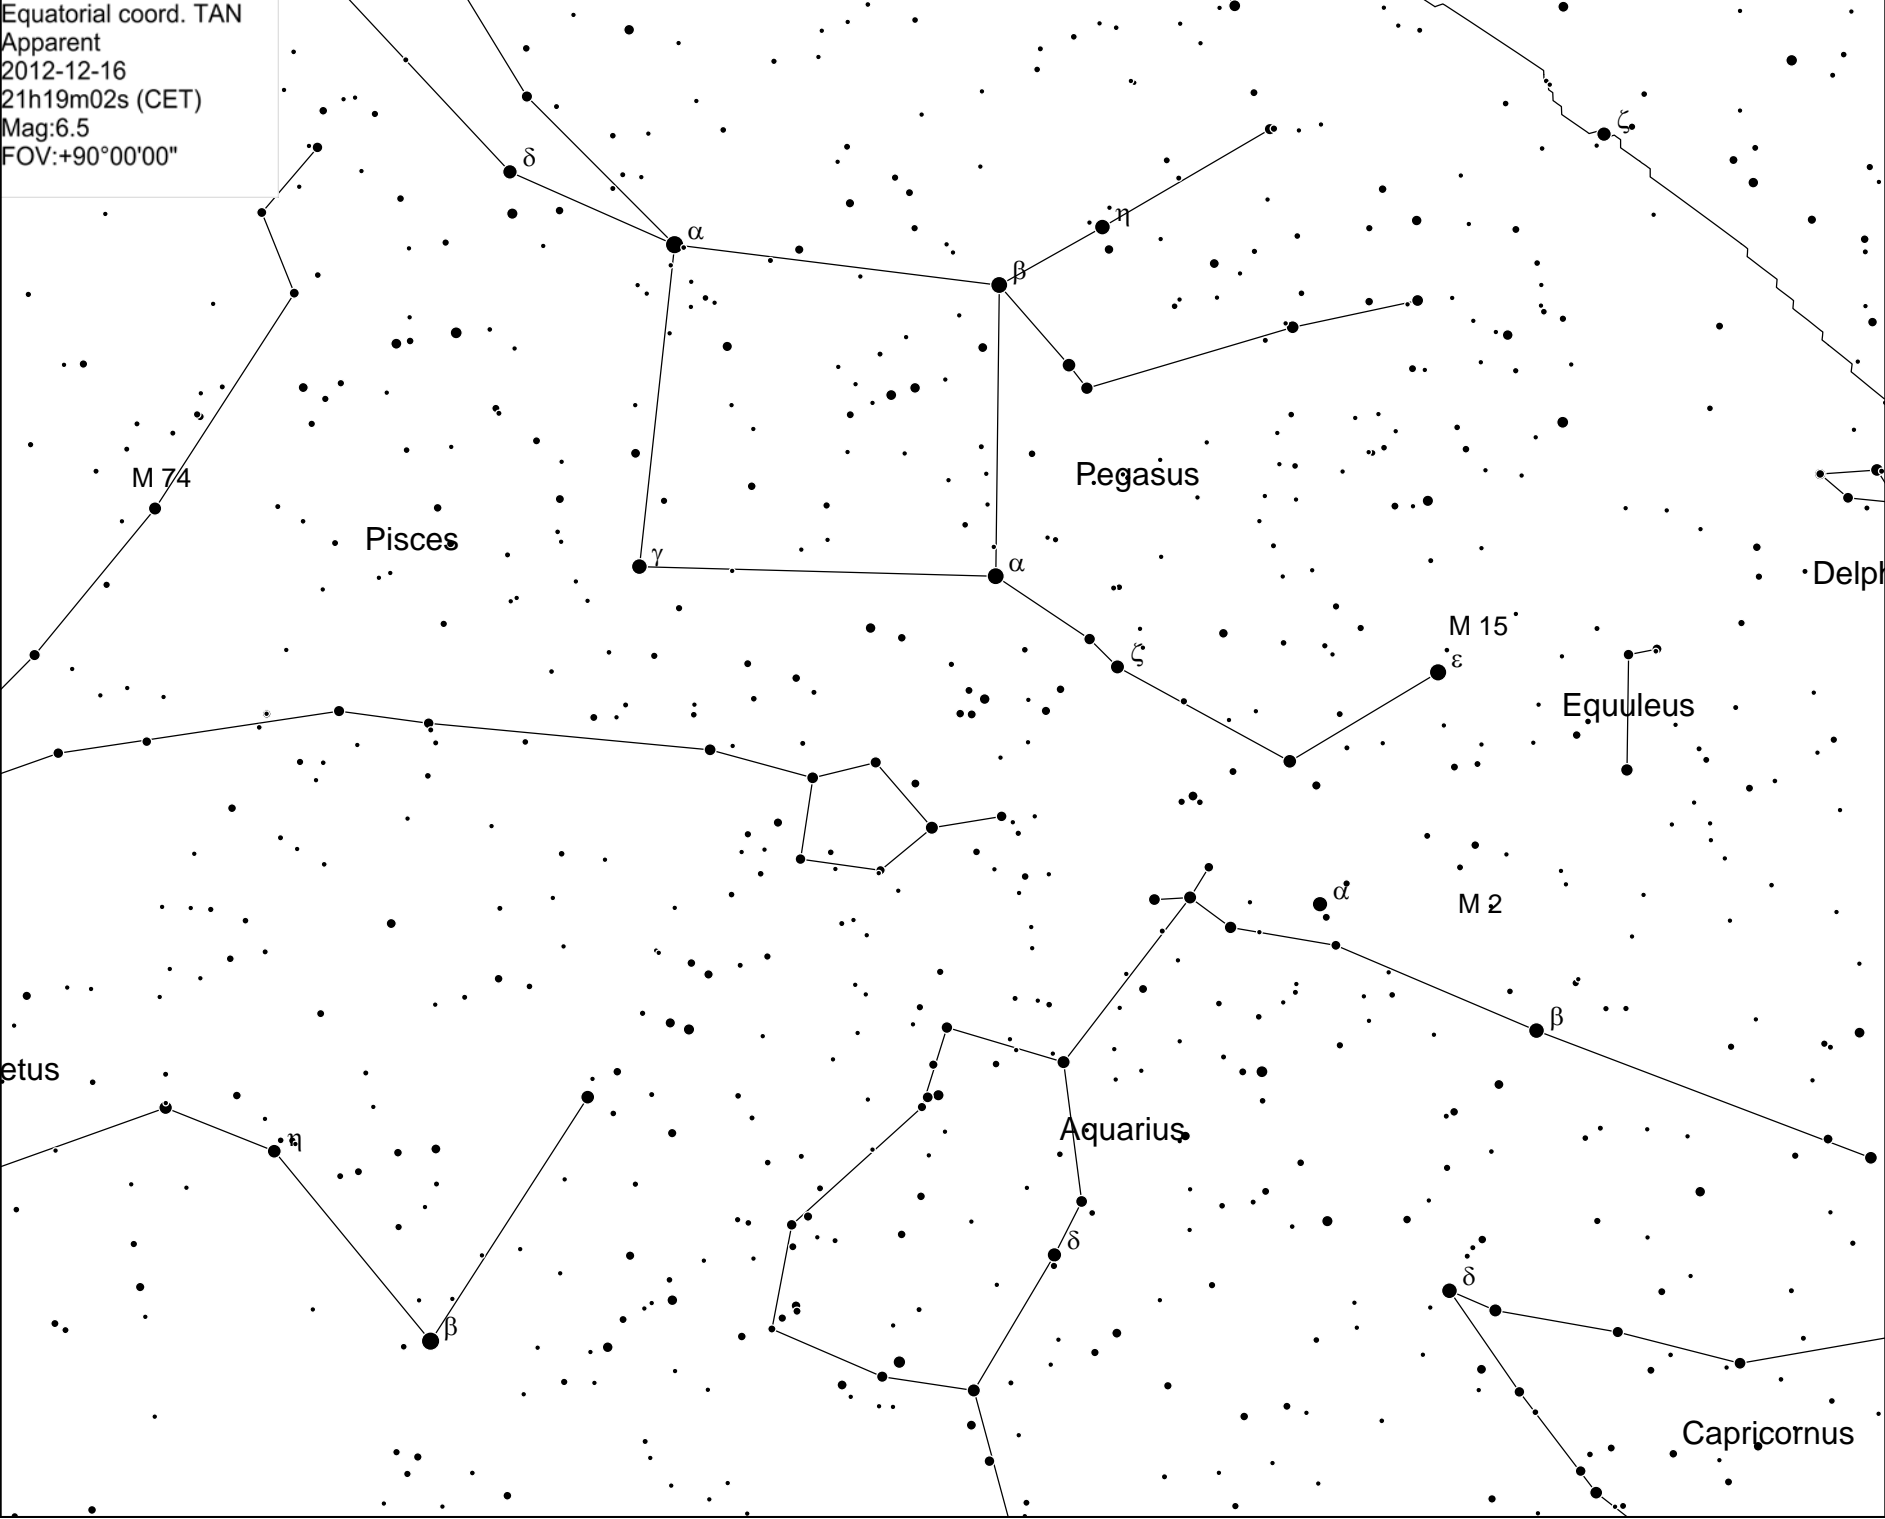 Equatorial coord. TAN
Apparent
2012-12-16
21h19m02s (CET)
Mag:6.5
FOV:+90°00'00"
ζ
δ
η
α
β
M 74
Pegasus
Pisces
γ
α
Delph
M 15
ζ
ε
Equuleus
α
M 2
β
etus
Aquarius
η
δ
δ
β
Capricornus